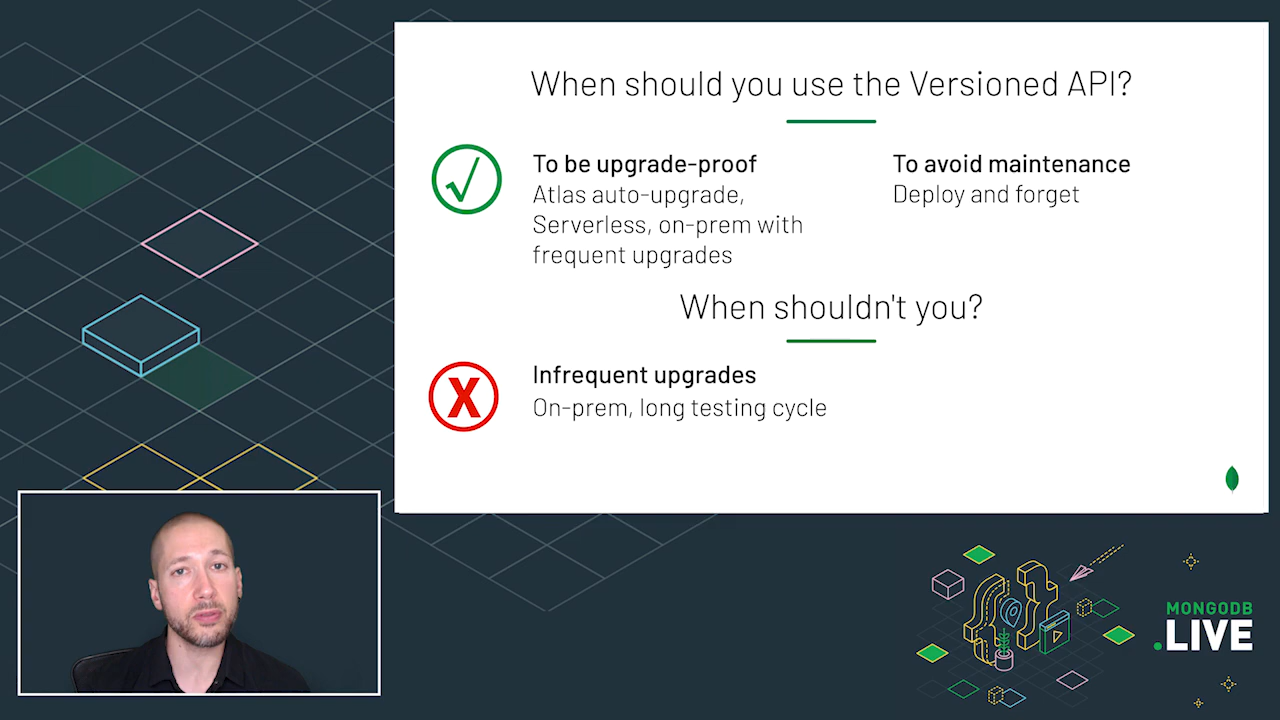 When should you use the Versioned API?
To be upgrade-proof
Atlas auto-upgrade,
Serverless, on-prem with
frequent upgrades
To avoid maintenance
Deploy and forget
When shouldn't you?
X
Infrequent upgrades
On-prem, long testing cycle
MONGODB
.LIVE